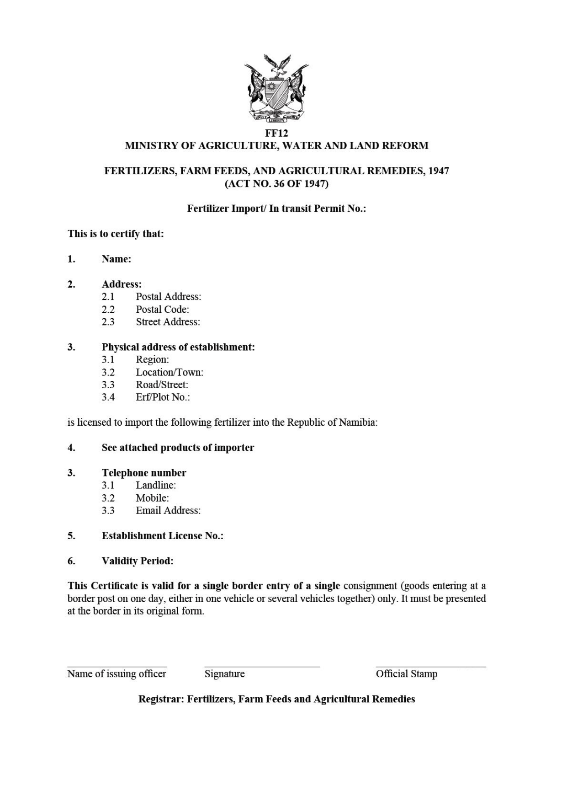 FF12
MINISTRY OF AGRICULTURE, WATER AND LAND REFORM
FERTILIZERS, FARM FEEDS, AND AGRICULTURAL REMEDIES, 1947
(ACT NO. 36 OF 1947)
Fertilizer Import/ In transit Permit No.:
This is to certify that:
1. Name:
2. Address:
2.1 Postal Address:
2.2 Postal Code:
2.3 Street Address:
3. Physical address of establishment:
3.1 Region:
3.2 Location/Town:
3.3 Road/Street:
3.4 Erf/Plot No.:
is licensed to import the following fertilizer into the Republic of Namibia:
4. See attached products of importer
3. Telephone number
3.1 Landline:
3.2 Mobile:
3.3 Email Address:
5. Establishment License No.:
6. Validity Period:
This Certificate is valid for a single border entry of a single consignment (goods entering at a
border post on one day, either in one vehicle or several vehicles together) only. It must be presented
at the border in its original form.
Name of issuing officer Signature Official Stamp
Registrar: Fertilizers, Farm Feeds and Agricultural Remedies